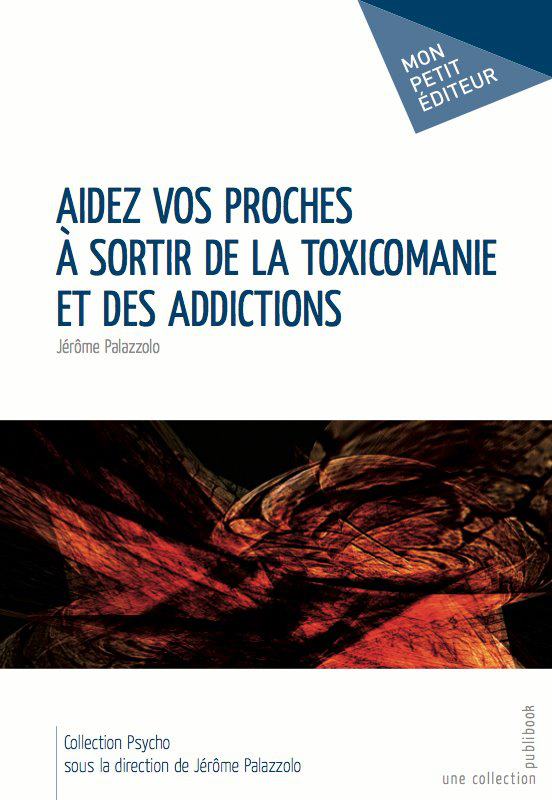 MON
PETIT
ÉDITEUR
AIDEZ VOS PROCHES
À SORTIR DE LA TOXICOMANIE
ET DES ADDICTIONS
Jérôme Palazzolo
Collection Psycho
sous la direction de Jérôme Palazzolo
une collection
publibook